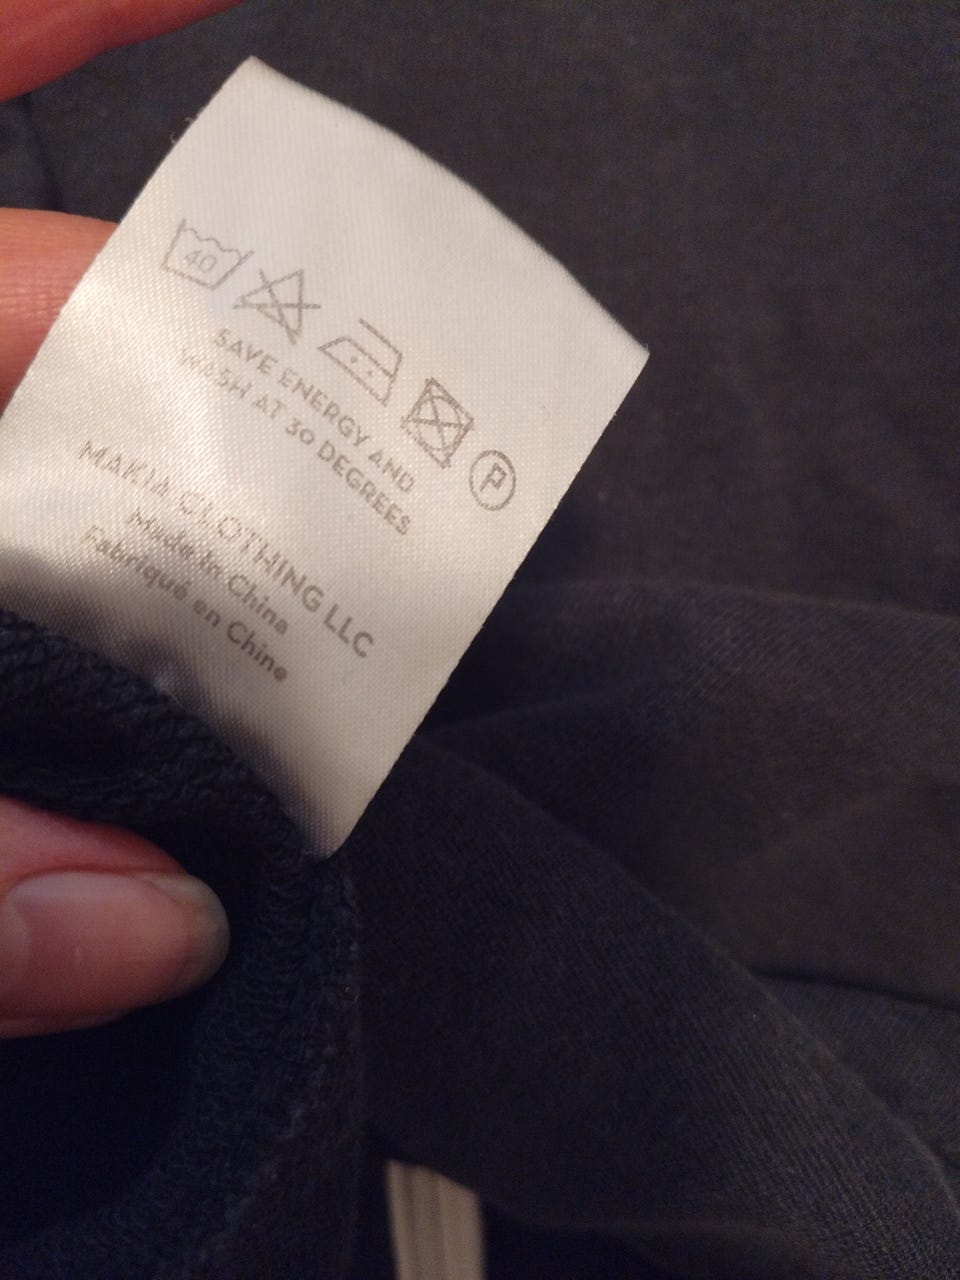 40
P
SAVE ENERGY AND
WASH AT 30 DEGREES
MAKIA CLOTHING LLC
Made In China
Fabriqué en Chine